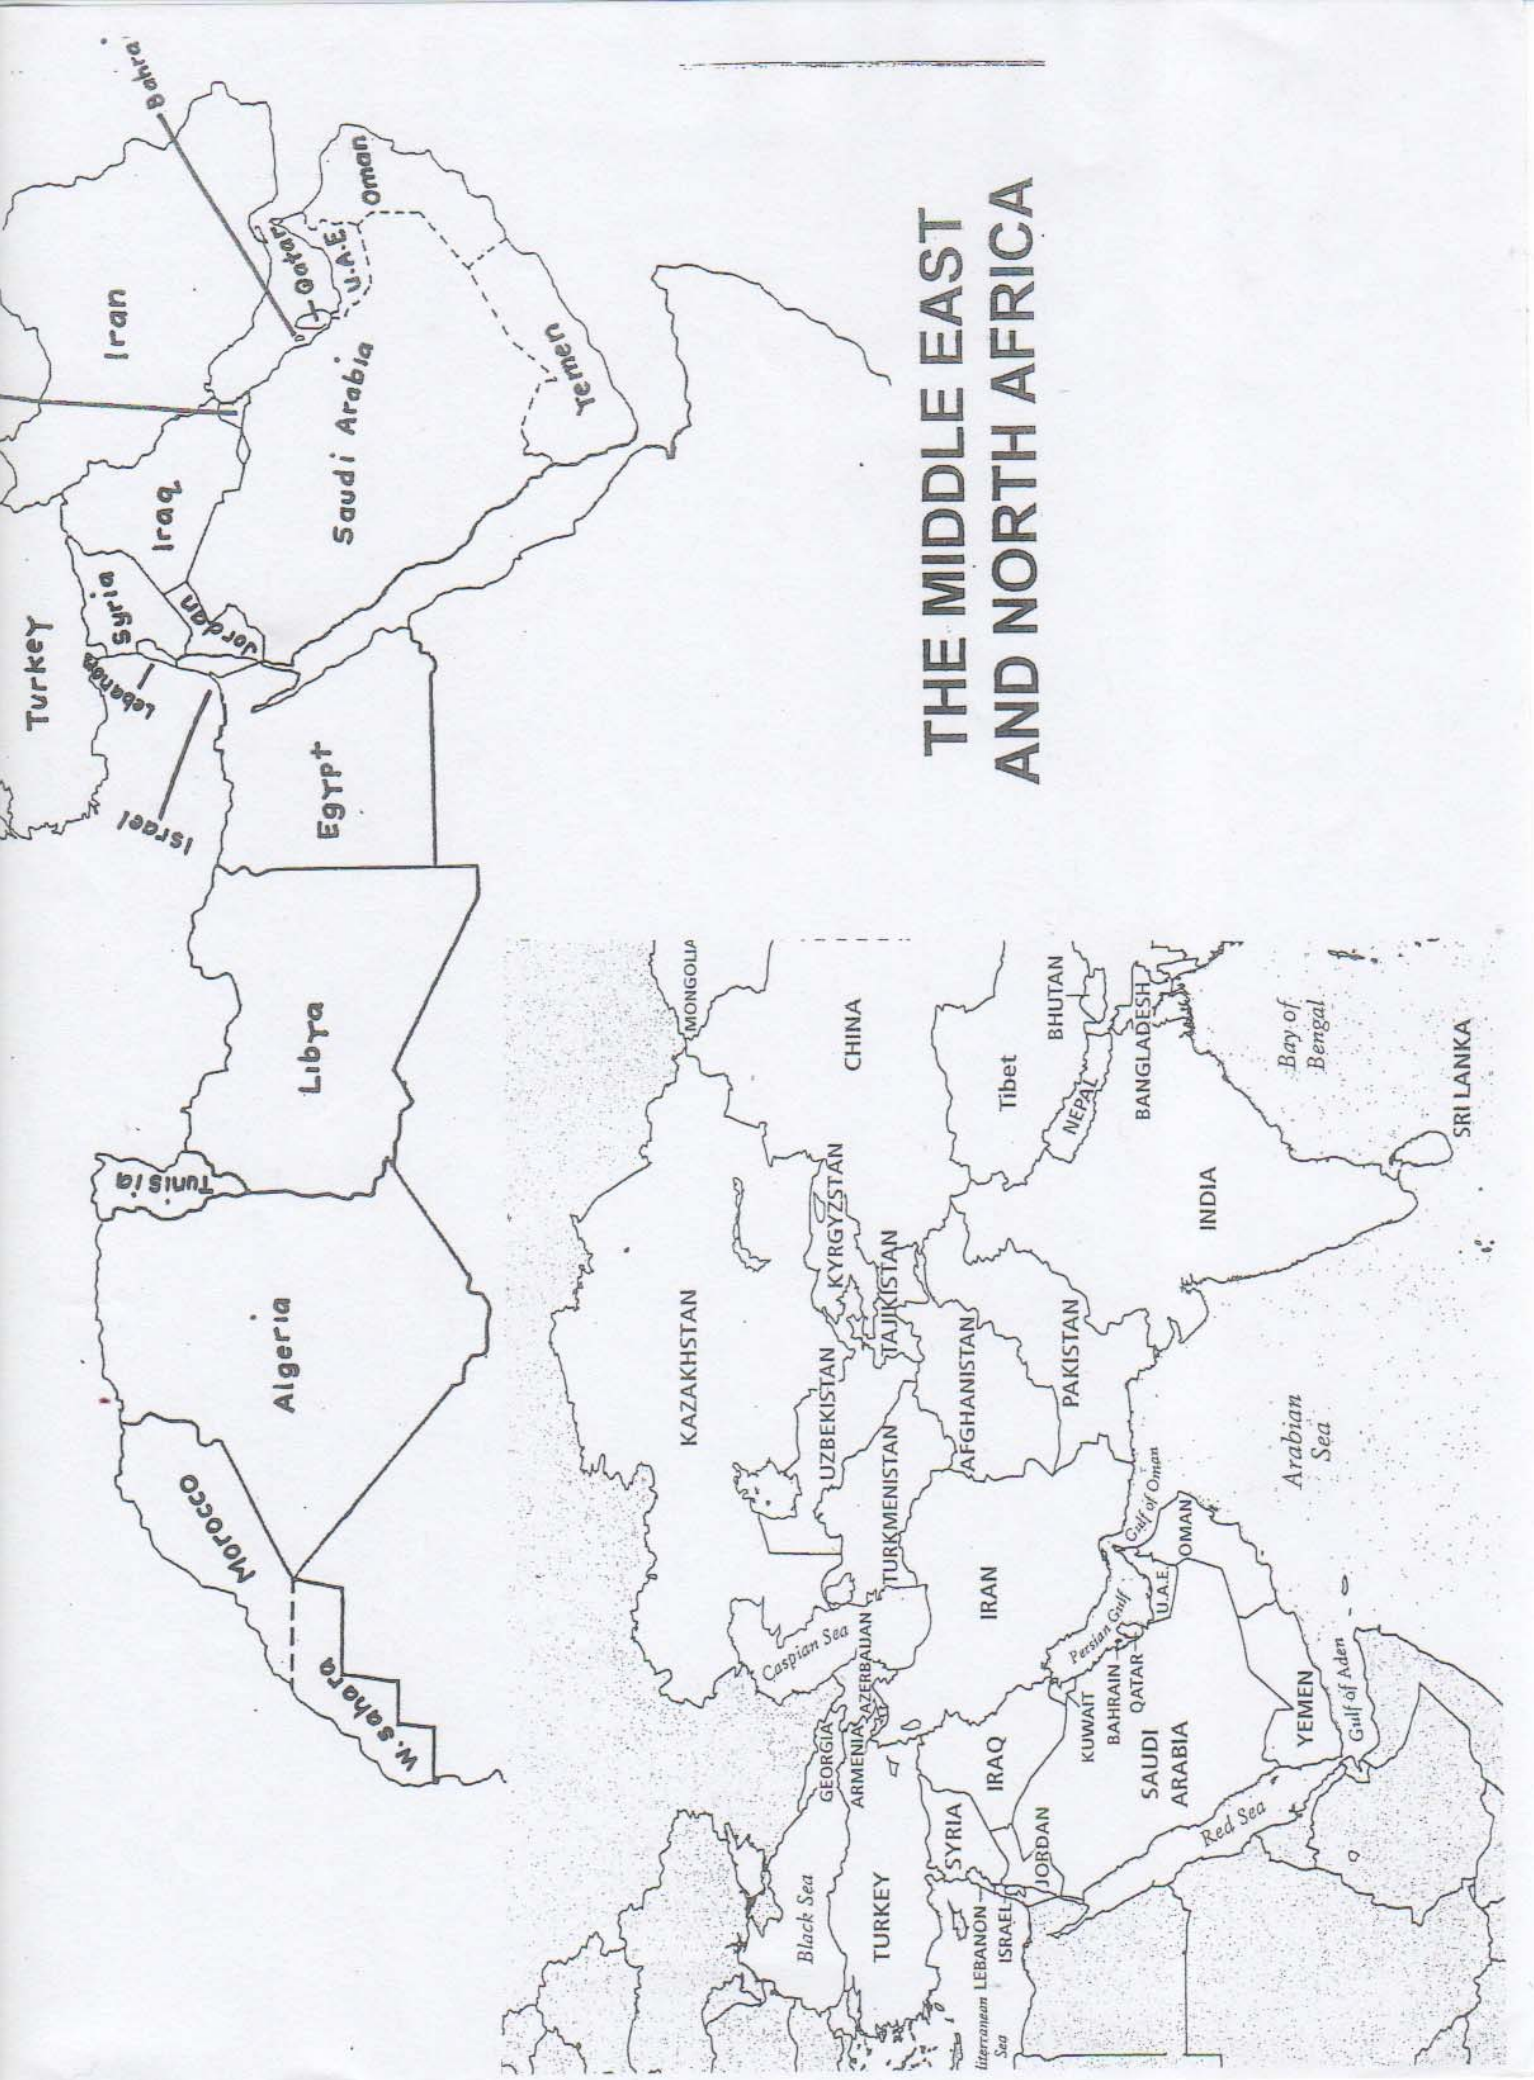 Turkey
Iran
Bahra
Syria
Lebanon
Iraq
Israel
Jordan
Qatar
U.A.E
Oman
Saudi Arabia
Yemen
Egypt
Libya
Tunisia
Algeria
Morocco
W. Sahara
THE MIDDLE EAST
AND NORTH AFRICA
MONGOLIA
KAZAKHSTAN
CHINA
Caspian Sea
Black Sea
GEORGIA
ARMENIA
AZERBAIJAN
UZBEKISTAN
KYRGYZSTAN
TURKMENISTAN
TAJIKISTAN
TURKEY
SYRIA
LEBANON
ISRAEL
literranean
Sea
IRAQ
IRAN
AFGHANISTAN
Tibet
JORDAN
KUWAIT
BAHRAIN
QATAR
Persian Gulf
Gulf of Oman
PAKISTAN
NEPAL
BHUTAN
BANGLADESH
SAUDI
ARABIA
U.A.E.
OMAN
INDIA
Red Sea
YEMEN
Gulf of Aden
Arabian
Sea
Bay of
Bengal
SRI LANKA